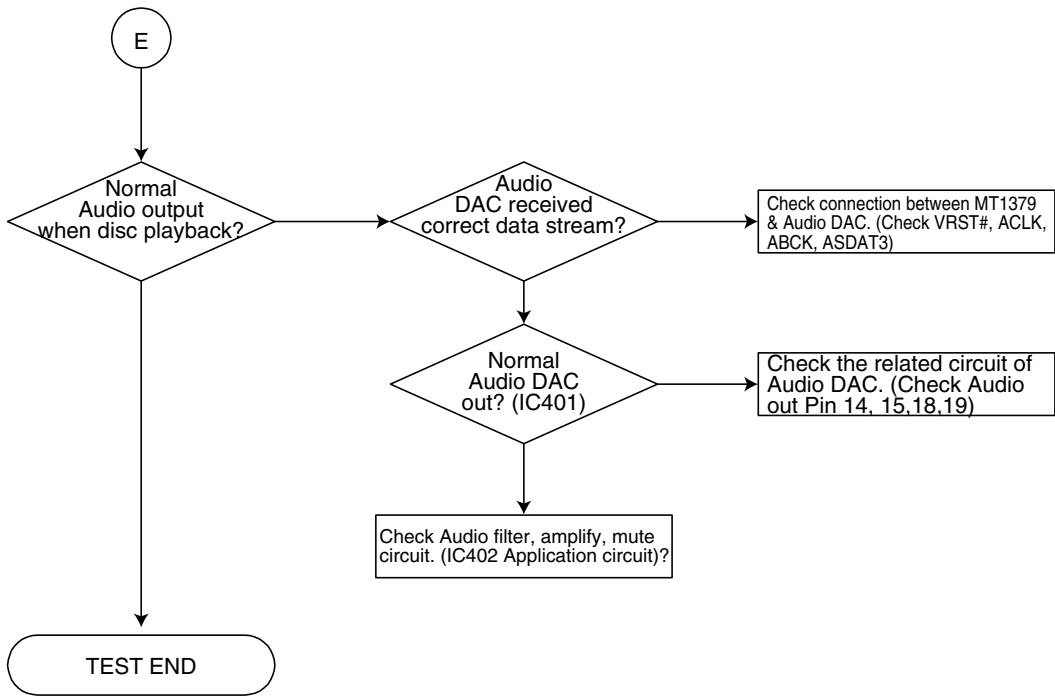 E
Normal
Audio output
when disc playback?
Audio
DAC received
correct data stream?
Check connection between MT1379
& Audio DAC. (Check VRST#, ACLK,
ABCK, ASDAT3)
Normal
Audio DAC
out? (IC401)
Check the related circuit of
Audio DAC. (Check Audio
out Pin 14, 15,18,19)
Check Audio filter, amplify, mute
circuit. (IC402 Application circuit)?
TEST END